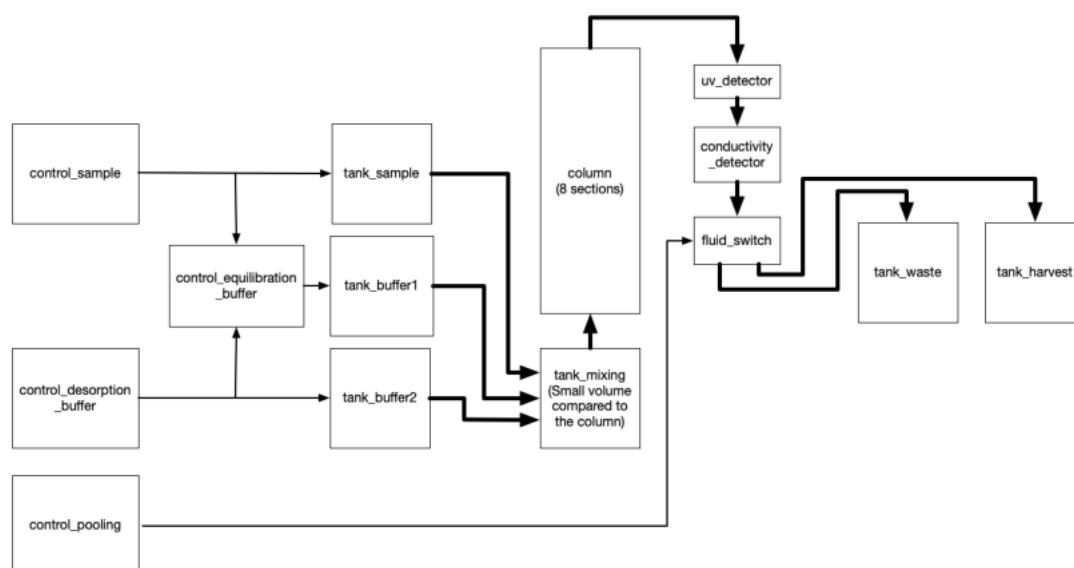 uv_detector
conductivity
_detector
control_sample
tank_sample
column
(8 sections)
fluid_switch
control_equilibration
_buffer
tank_buffer1
tank_waste
tank_harvest
control_desorption
_buffer
tank_buffer2
tank_mixing
(Small volume
compared to
the column)
control_pooling